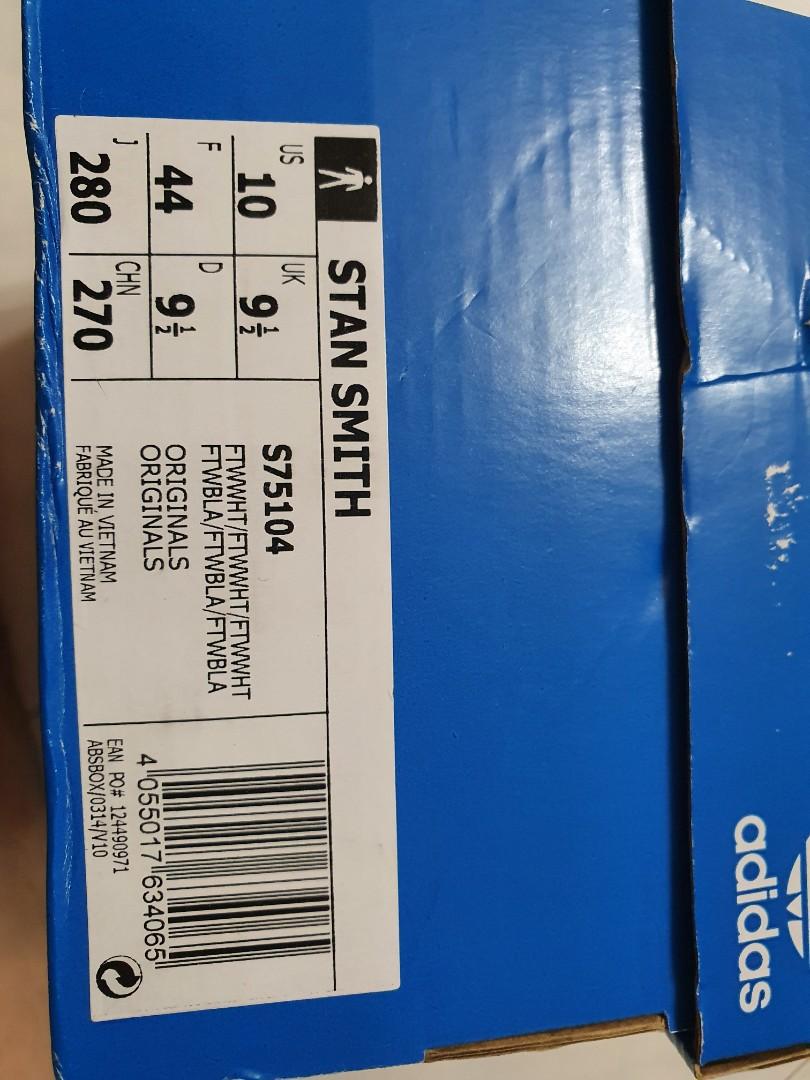 STAN SMITH
US 10 UK 9½
F 44 D 9½
J 280 CHN 270
S75104
FTWWHT/FTWWHT/FTWWHT
FTWBLA/FTWBLA/FTWBLA
ORIGINALS
ORIGINALS
MADE IN VIETNAM
FABRIQUÉ AU VIETNAM
4 055017 634065
EAN PO# 124490971
ABSBOX/0314/V10
adidas